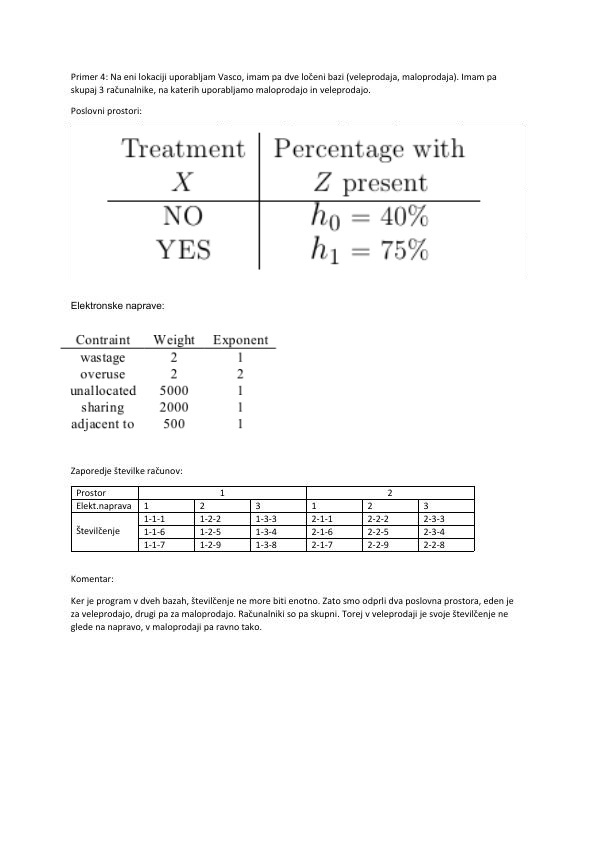 Primer 4: Na eni lokaciji uporabljam Vasco, imam pa dve ločeni bazi (veleprodaja, maloprodaja). Imam pa
skupaj 3 računalnike, na katerih uporabljamo maloprodajo in veleprodajo.
Poslovni prostori:
Treatment Percentage with
X Z present
NO h0 = 40%
YES h1 = 75%
Elektronske naprave:
Contraint Weight Exponent
wastage 2 1
overuse 2 2
unallocated 5000 1
sharing 2000 1
adjacent to 500 1
Zaporedje številke računov:
Prostor 1 2
Elekt.naprava 1 2 3 1 2 3
Številčenje
1-1-1 1-2-2 1-3-3 2-1-1 2-2-2 2-3-3
1-1-6 1-2-5 1-3-4 2-1-6 2-2-5 2-3-4
1-1-7 1-2-9 1-3-8 2-1-7 2-2-9 2-2-8
Komentar:
Ker je program v dveh bazah, številčenje ne more biti enotno. Zato smo odprli dva poslovna prostora, eden je
za veleprodajo, drugi pa za maloprodajo. Računalniki so pa skupni. Torej v veleprodaji je svoje številčenje ne
glede na napravo, v maloprodaji pa ravno tako.